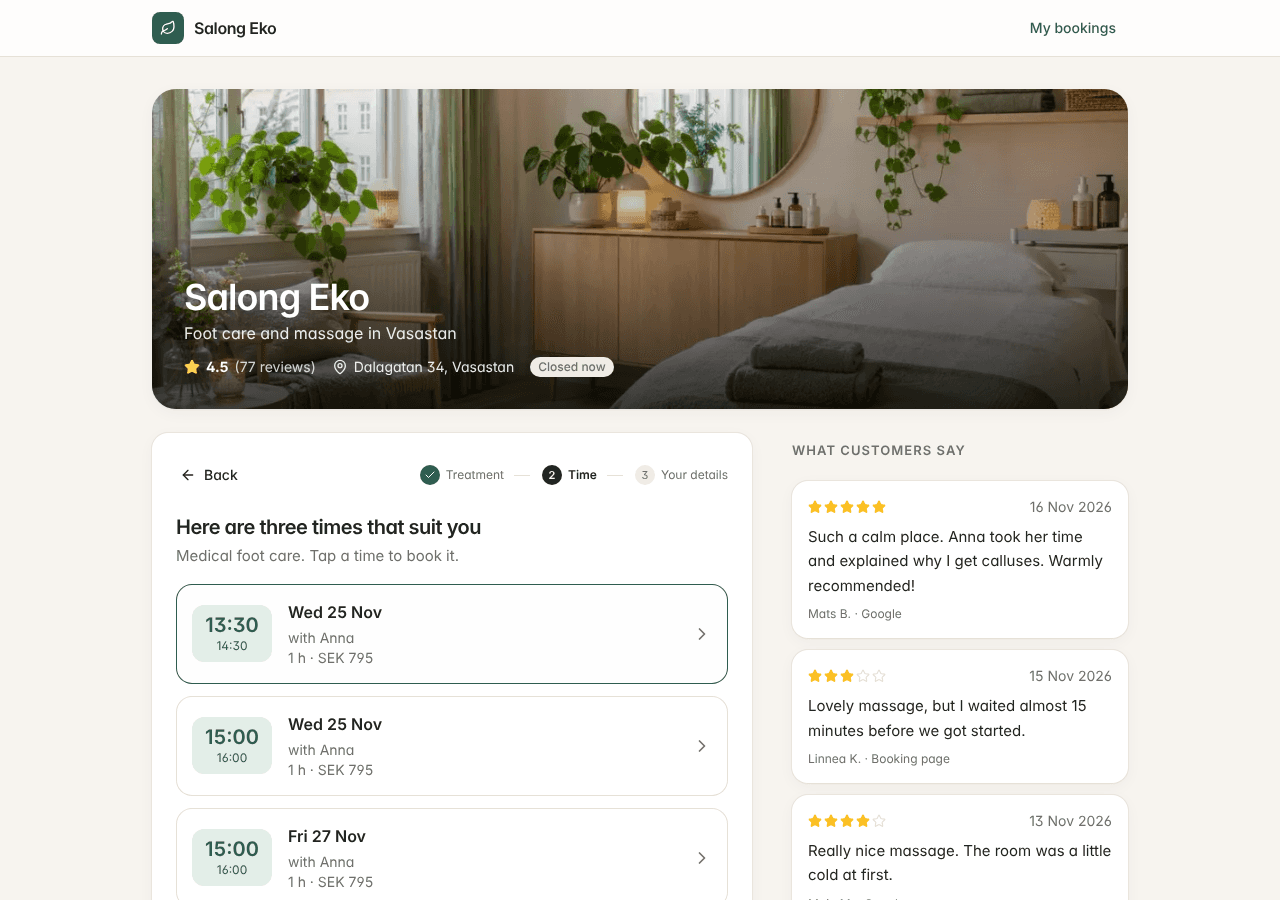 Salong Eko
My bookings
Salong Eko
Foot care and massage in Vasastan
4.5 (77 reviews) Dalagatan 34, Vasastan Closed now
Back
Treatment 2 Time 3 Your details
Here are three times that suit you
Medical foot care. Tap a time to book it.
13:30
14:30
Wed 25 Nov
with Anna
1 h · SEK 795
15:00
16:00
Wed 25 Nov
with Anna
1 h · SEK 795
15:00
16:00
Fri 27 Nov
with Anna
1 h · SEK 795
WHAT CUSTOMERS SAY
16 Nov 2026
Such a calm place. Anna took her time
and explained why I get calluses. Warmly
recommended!
Mats B. · Google
15 Nov 2026
Lovely massage, but I waited almost 15
minutes before we got started.
Linnea K. · Booking page
13 Nov 2026
Really nice massage. The room was a little
cold at first.